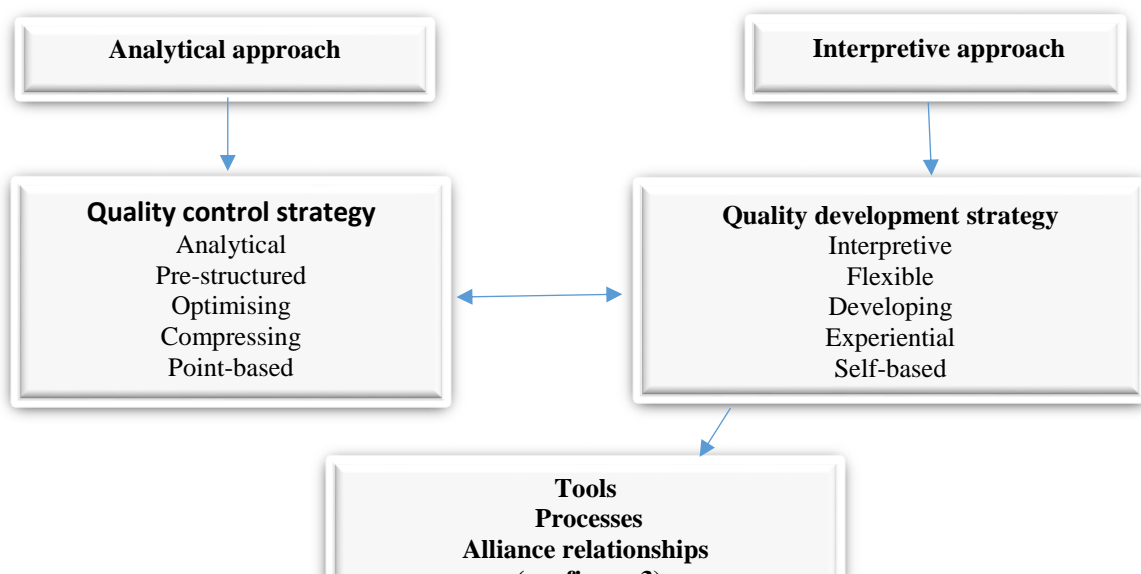 Analytical approach
Interpretive approach
Quality control strategy
Analytical
Pre-structured
Optimising
Compressing
Point-based
Quality development strategy
Interpretive
Flexible
Developing
Experiential
Self-based
Tools
Processes
Alliance relationships